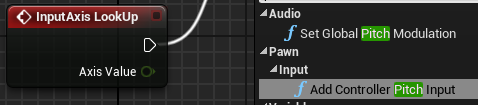 InputAxis LookUp
Axis Value
Audio
Set Global Pitch Modulation
Pawn
Input
Add Controller Pitch Input